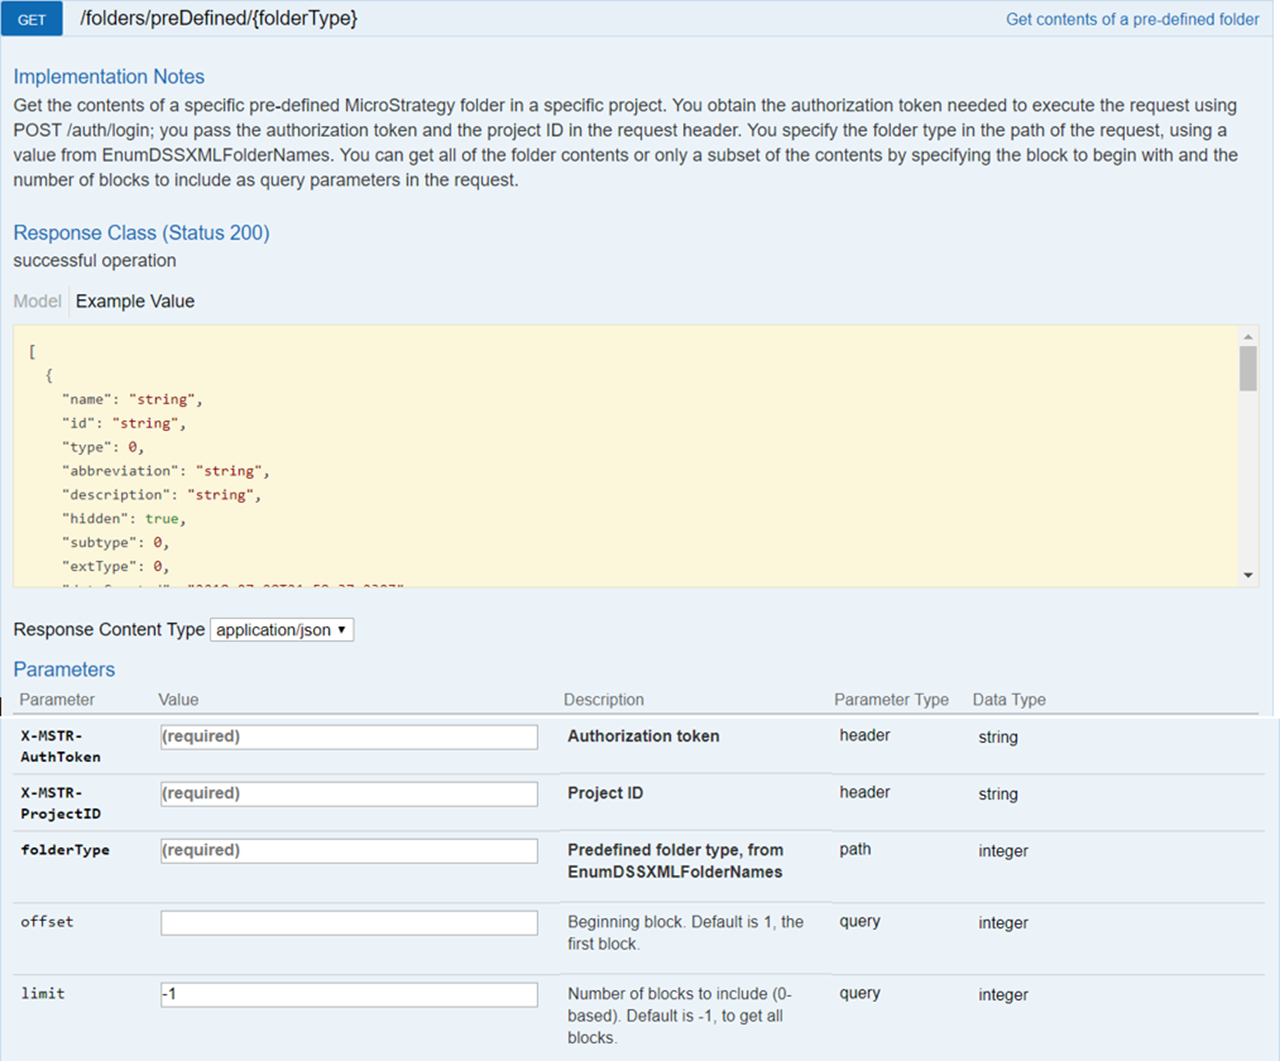 GET /folders/preDefined/{folderType} Get contents of a pre-defined folder
Implementation Notes
Get the contents of a specific pre-defined MicroStrategy folder in a specific project. You obtain the authorization token needed to execute the request using
POST /auth/login; you pass the authorization token and the project ID in the request header. You specify the folder type in the path of the request, using a
value from EnumDSSXMLFolderNames. You can get all of the folder contents or only a subset of the contents by specifying the block to begin with and the
number of blocks to include as query parameters in the request.
Response Class (Status 200)
successful operation
Model Example Value
[
{
"name": "string",
"id": "string",
"type": 0,
"abbreviation": "string",
"description": "string",
"hidden": true,
"subtype": 0,
"extType": 0,
Response Content Type application/json
Parameters
Parameter Value Description Parameter Type Data Type
X-MSTR- (required) Authorization token header string
AuthToken
X-MSTR- (required) Project ID header string
ProjectID
folderType (required) Predefined folder type, from path integer
EnumDSSXMLFolderNames
offset Beginning block. Default is 1, the query integer
first block.
limit -1 Number of blocks to include (0- query integer
based). Default is -1, to get all
blocks.